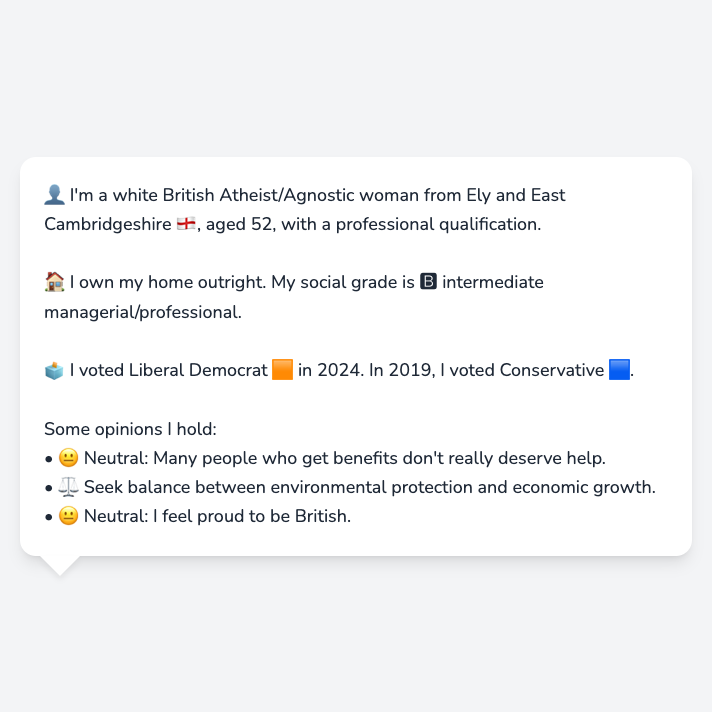 👤 I'm a white British Atheist/Agnostic woman from Ely and East
Cambridgeshire 🏴󠁧󠁢󠁥󠁮󠁧󠁿, aged 52, with a professional qualification.
🏠 I own my home outright. My social grade is 🅱 intermediate
managerial/professional.
🗳️ I voted Liberal Democrat 🟧 in 2024. In 2019, I voted Conservative 🟦.
Some opinions I hold:
• 😐 Neutral: Many people who get benefits don't really deserve help.
• ⚖️ Seek balance between environmental protection and economic growth.
• 😐 Neutral: I feel proud to be British.